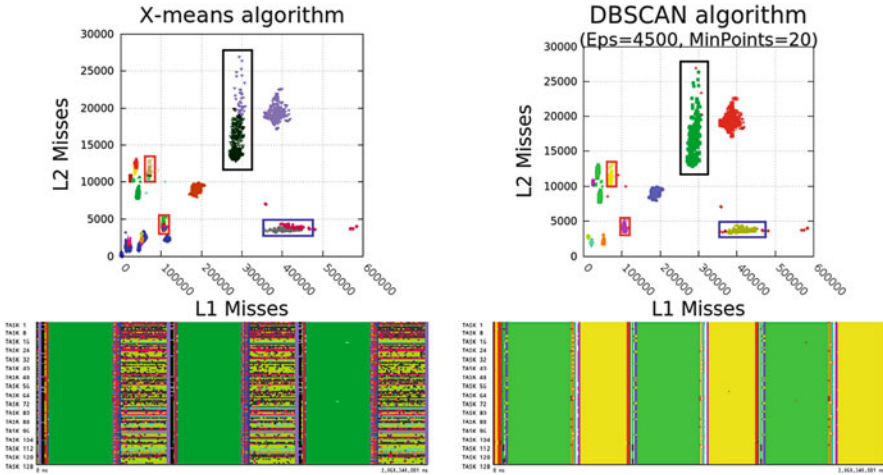 X-means algorithm
30000
25000
20000
15000
10000
5000
0
L2 Misses
0
100000
200000
300000
400000
500000
600000
L1 Misses
TASK 1
TASK 8
TASK 16
TASK 24
TASK 32
TASK 48
TASK 56
TASK 64
TASK 72
TASK 80
TASK 88
TASK 96
TASK 104
TASK 112
TASK 120
TASK 128
0 ns
DBSCAN algorithm
(Eps=4500, MinPoints=20)
30000
25000
20000
15000
10000
5000
0
L2 Misses
0
100000
200000
300000
400000
500000
600000
L1 Misses
TASK 1
TASK 8
TASK 16
TASK 24
TASK 32
TASK 48
TASK 56
TASK 64
TASK 72
TASK 80
TASK 88
TASK 96
TASK 104
TASK 112
TASK 120
TASK 128
0 ns